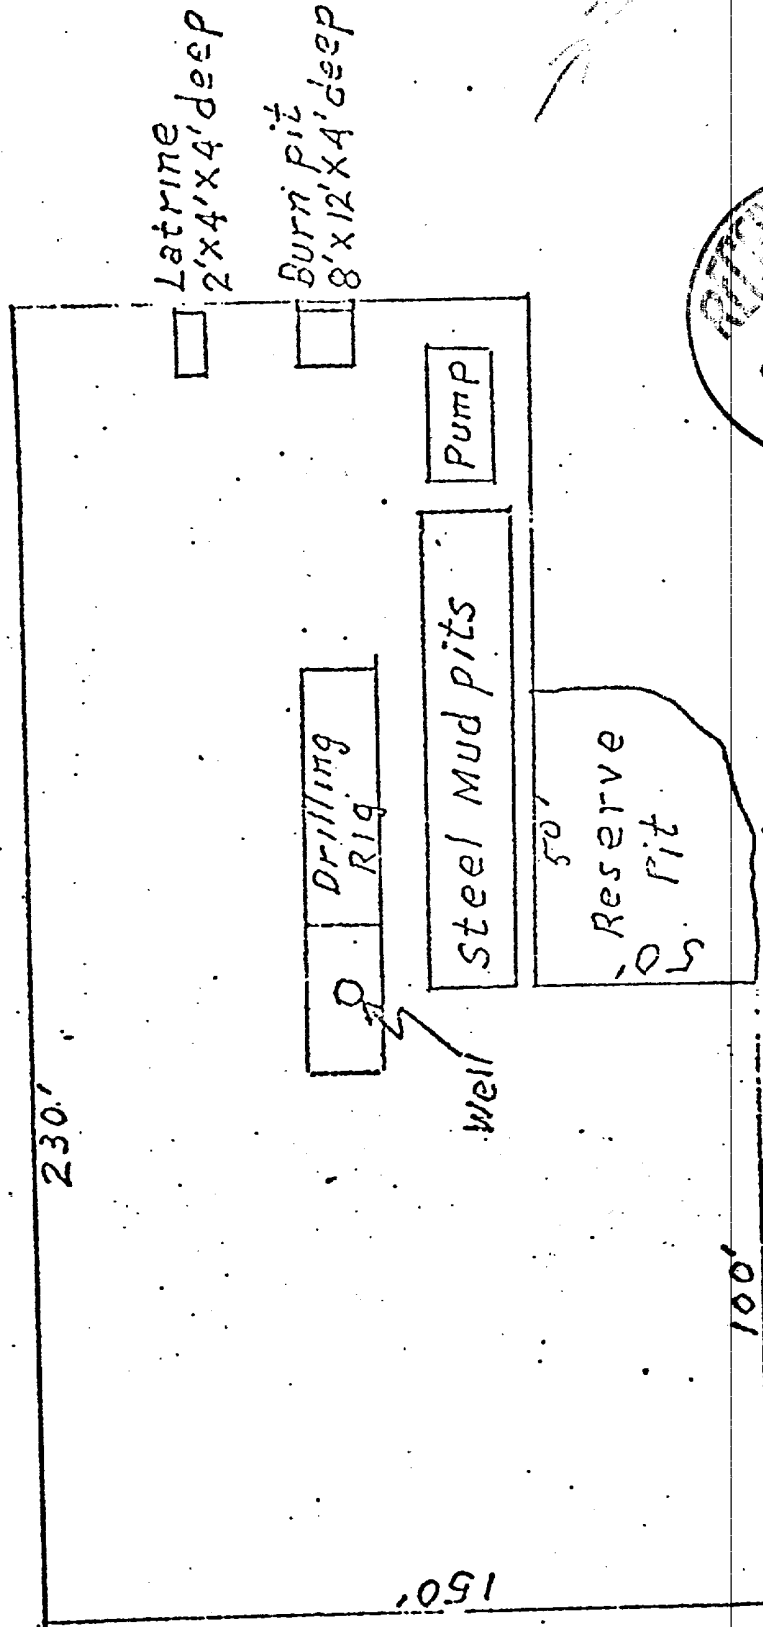 230'
Latrine
2'x4'x4'deep
Burn pit
8'x12'x4'deep
Drilling
Rig
Pump
Well
Steel Mud pits
50'
Reserve
Pit
50'
150'
100'